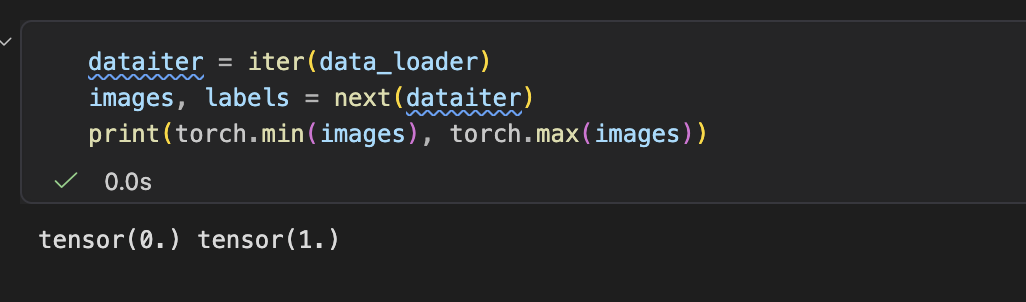 dataiter = iter(data_loader)
images, labels = next(dataiter)
print(torch.min(images), torch.max(images))
0.0s
tensor(0.) tensor(1.)